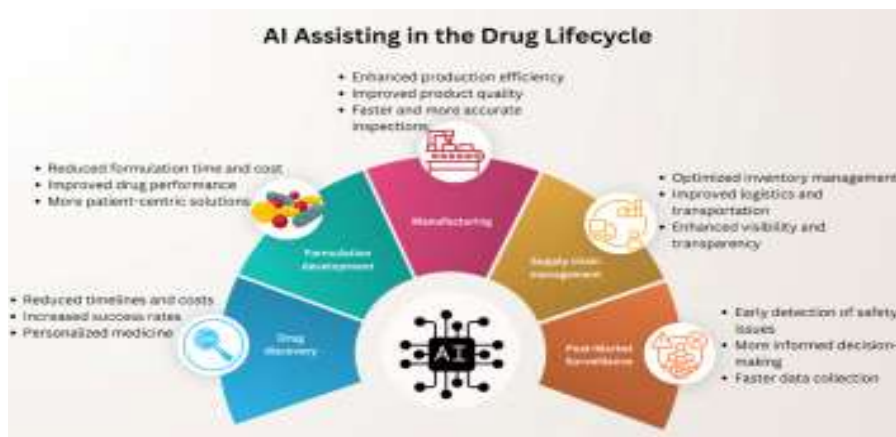 AI Assisting in the Drug Lifecycle
• Enhanced production efficiency
• Improved product quality
• Faster and more accurate
inspections
• Reduced formulation time and cost
• Improved drug performance
• More patient-centric solutions
• Optimized inventory management
• Improved logistics and
transportation
• Enhanced visibility and
transparency
• Reduced timelines and costs
• Increased success rates
• Personalized medicine
• Early detection of safety
issues
• More informed decision-
making
• Faster data collection
Drug
discovery
Formulation
development
Manufacturing
Supply chain
management
Post-Market
Surveillance
AI